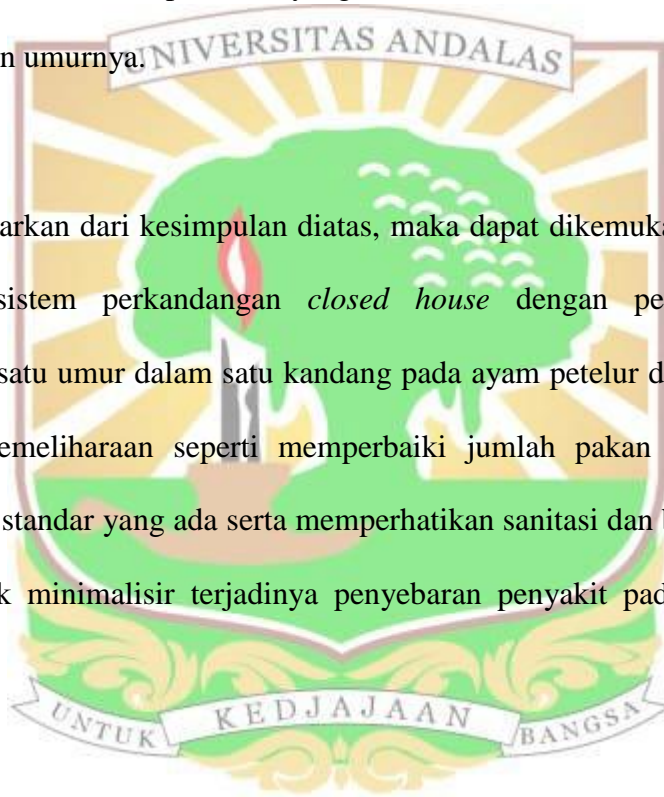 n umurnya.
UNIVERSITAS ANDALAS
arkan dari kesimpulan diatas, maka dapat dikemuka
sistem perkandangan closed house dengan pe
satu umur dalam satu kandang pada ayam petelur d
emeliharaan seperti memperbaiki jumlah pakan
standar yang ada serta memperhatikan sanitasi dan
k minimalisir terjadinya penyebaran penyakit pad
UNTUK KEDJAJAAN BANGSA